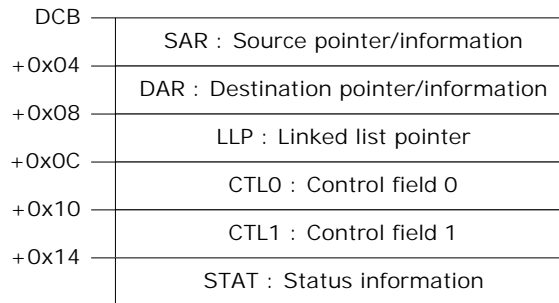 DCB
SAR : Source pointer/information
+0x04
DAR : Destination pointer/information
+0x08
LLP : Linked list pointer
+0x0C
CTL0 : Control field 0
+0x10
CTL1 : Control field 1
+0x14
STAT : Status information